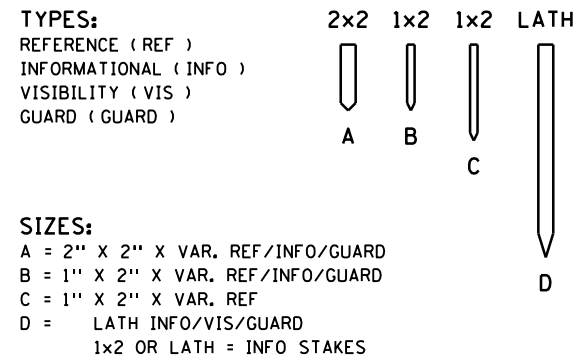 TYPES:
REFERENCE ( REF )
INFORMATIONAL ( INFO )
VISIBILITY ( VIS )
GUARD ( GUARD )
2x2 1x2 1x2 LATH
A
B
C
D
SIZES:
A = 2" X 2" X VAR. REF/INFO/GUARD
B = 1" X 2" X VAR. REF/INFO/GUARD
C = 1" X 2" X VAR. REF
D = LATH INFO/VIS/GUARD
1x2 OR LATH = INFO STAKES